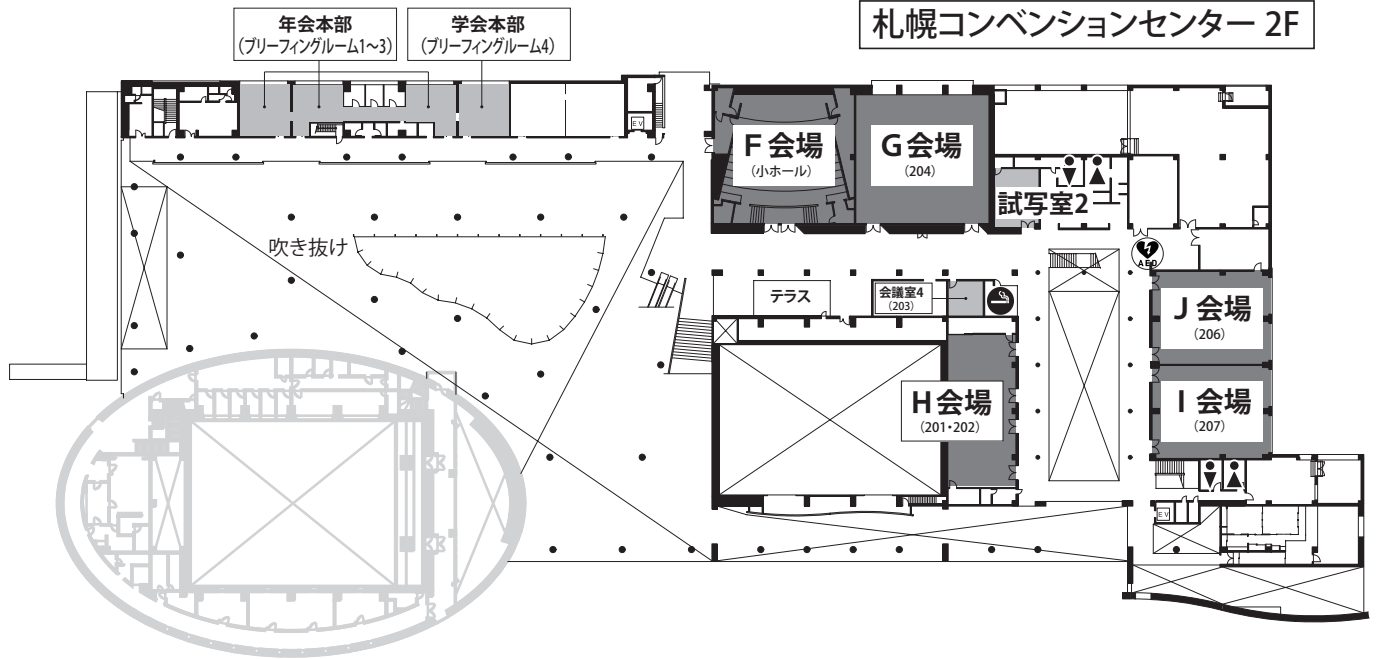 札幌コンベンションセンター 2F
年会本部
(ブリーフィングルーム1〜3)
学会本部
(ブリーフィングルーム4)
EV
F会場
(小ホール)
G会場
(204)
試写室2
吹き抜け
AED
テラス
会議室4
(203)
J会場
(206)
H会場
(201・202)
I会場
(207)
EV